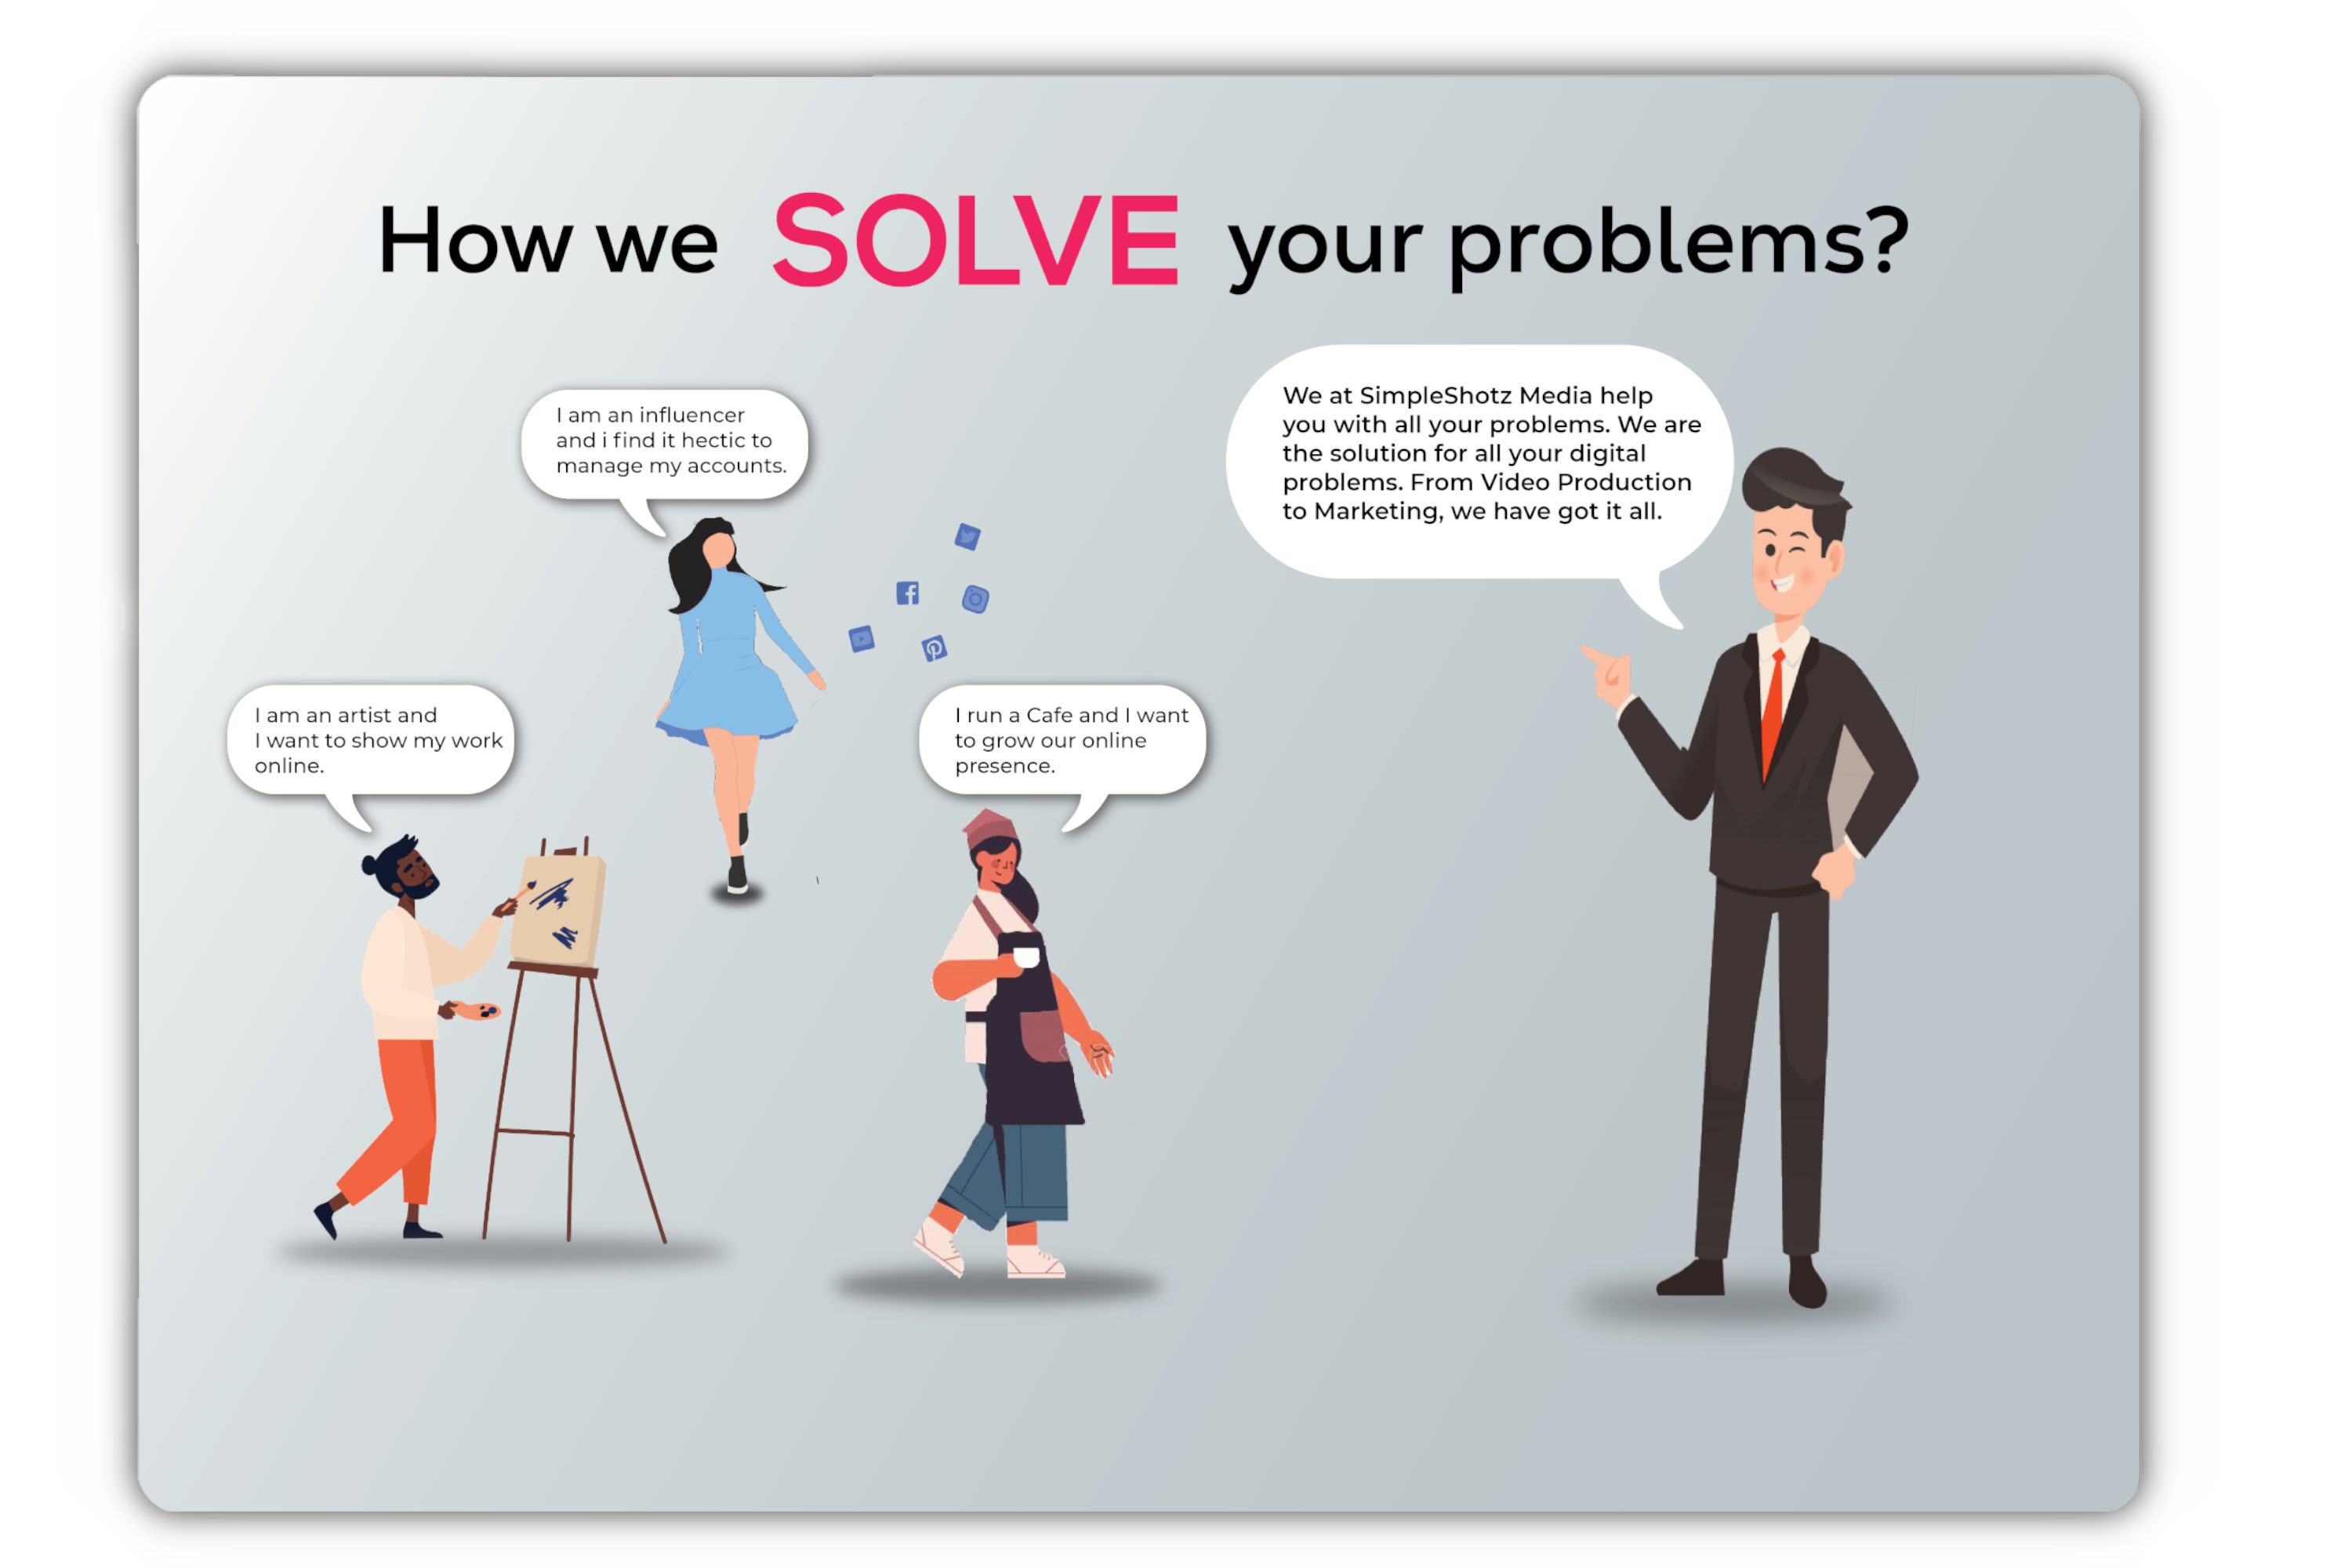 How we SOLVE your problems?
I am an influencer
and i find it hectic to
manage my accounts.
We at SimpleShotz Media help
you with all your problems. We are
the solution for all your digital
problems. From Video Production
to Marketing, we have got it all.
I am an artist and
I want to show my work
online.
I run a Cafe and I want
to grow our online
presence.